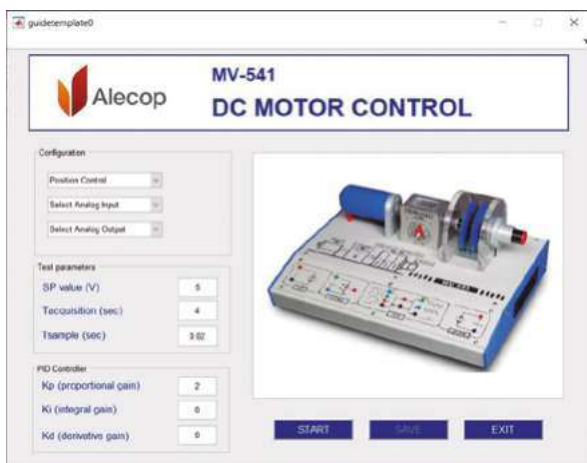 guidetemplate0
Alecop
MV-541
DC MOTOR CONTROL
Configuration
Position Control
Select Analog Input
Select Analog Output
Test parameters
SP value (V) 5
Tacquisition (sec) 4
Tsample (sec) 0.02
PID Controller
Kp (proportional gain) 2
Ki (integral gain) 0
Kd (derivative gain) 0
START SAVE EXIT